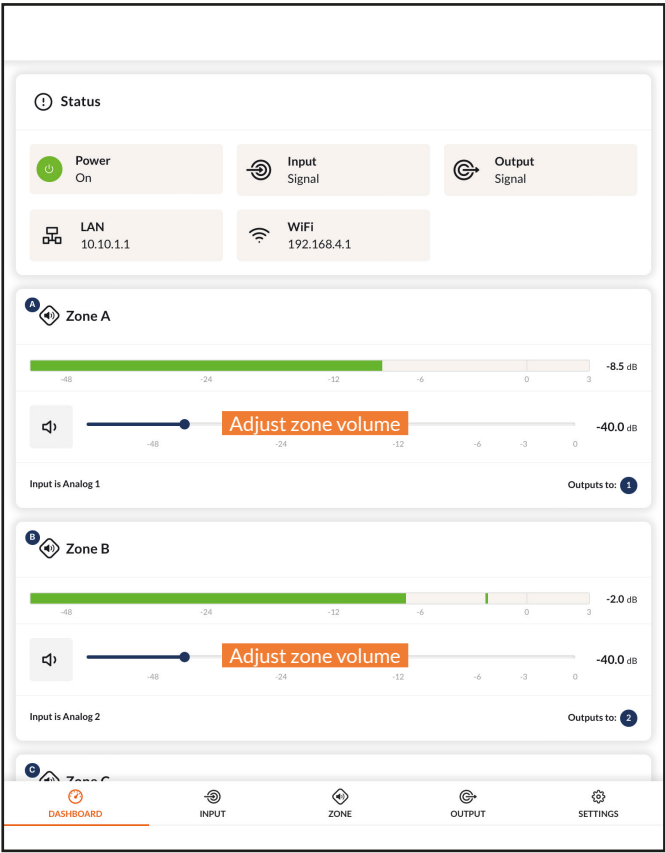 Status
Power
On
Input
Signal
Output
Signal
LAN
10.10.1.1
WiFi
192.168.4.1
A
Zone A
-8.5 dB
-48 -24 -12 -6 0 3
Adjust zone volume
-40.0 dB
-48 -24 -12 -6 -3 0
Input is Analog 1
Outputs to: 1
B
Zone B
-2.0 dB
-48 -24 -12 -6 0 3
Adjust zone volume
-40.0 dB
-48 -24 -12 -6 -3 0
Input is Analog 2
Outputs to: 2
C
Zone C
DASHBOARD
INPUT
ZONE
OUTPUT
SETTINGS